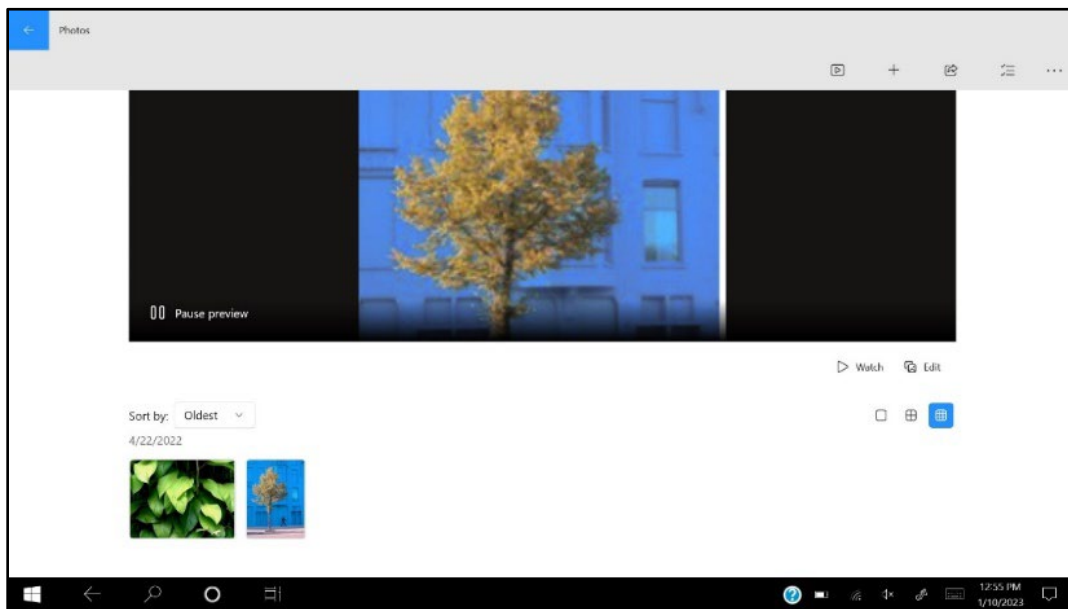 Photos
Pause preview
Watch Edit
Sort by: Oldest
4/22/2022
12:55 PM
1/10/2023